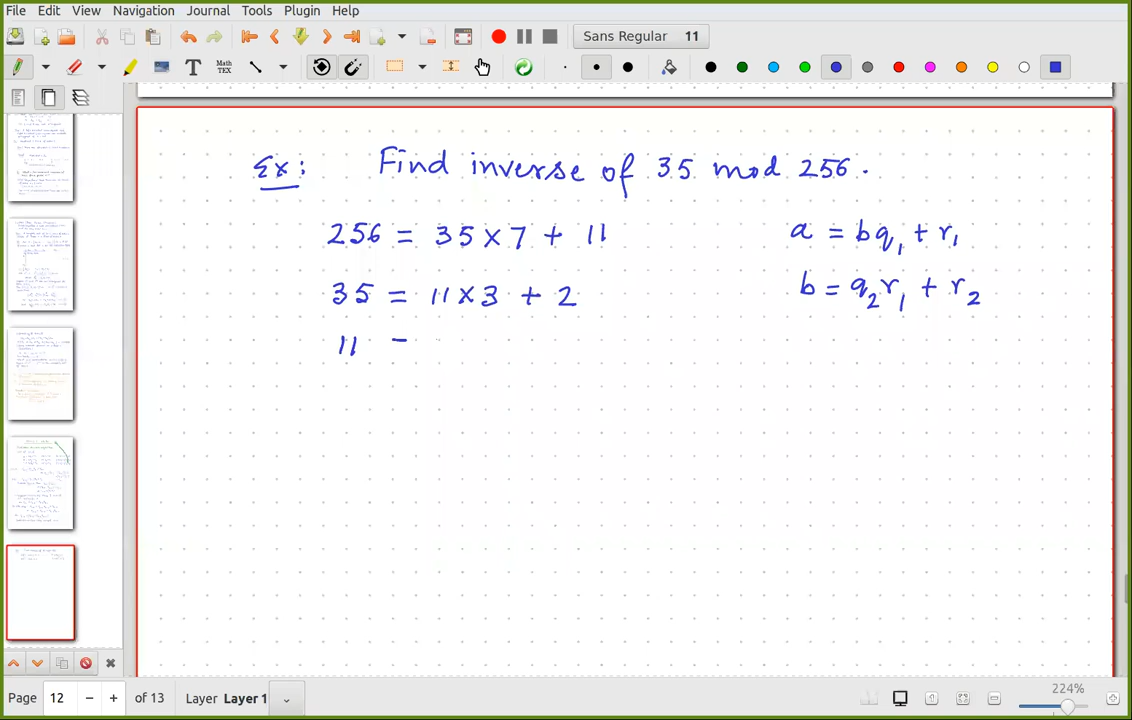 File Edit View Journal Tools Plugin Help
Sans Regular 11
T Math TEX
Ex: Find inverse of 35 mod 256.
256 = 35 × 7 + 11 a = bq₁ + r₁
35 = 11 × 3 + 2 b = q₂r₁ + r₂
11 =
Page 12 − + of 13 Layer Layer 1 224%